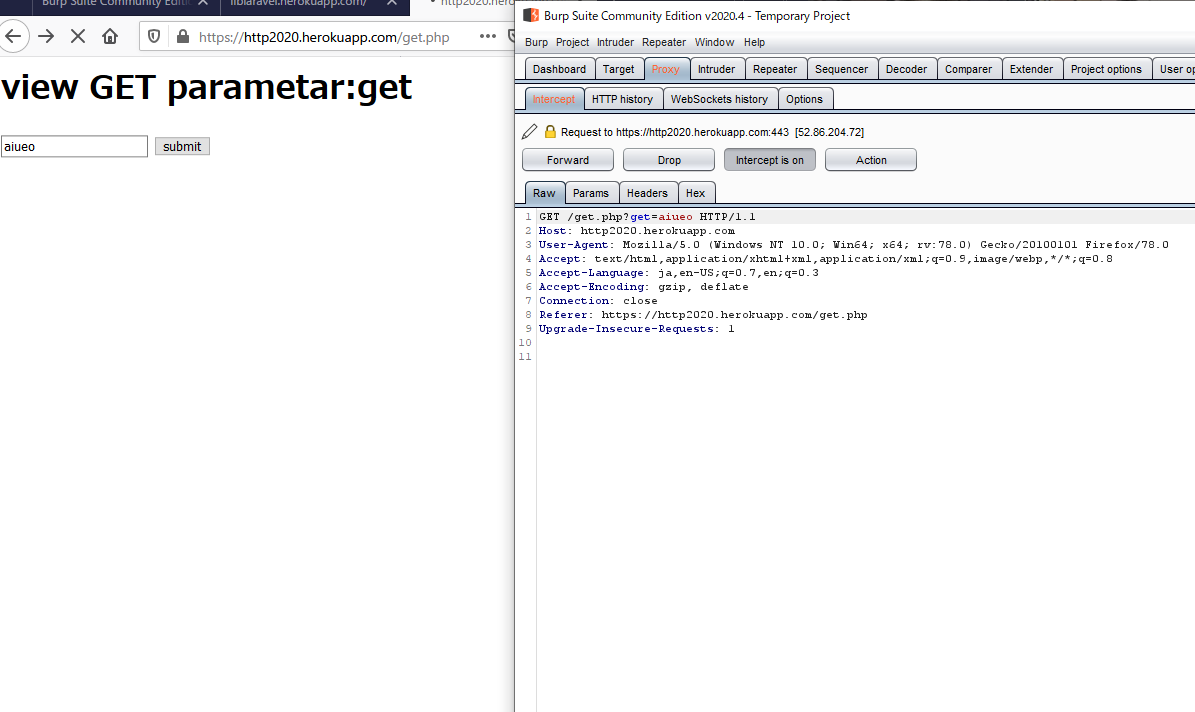 Burp Suite Community Editi
liblaravel.herokuapp.com/
http2020.hero
https://http2020.herokuapp.com/get.php
view GET parametar:get
aiueo
submit
Burp Suite Community Edition v2020.4 - Temporary Project
Burp Project Intruder Repeater Window Help
Dashboard Target Proxy Intruder Repeater Sequencer Decoder Comparer Extender Project options User op
Intercept HTTP history WebSockets history Options
Request to https://http2020.herokuapp.com:443 [52.86.204.72]
Forward Drop Intercept is on Action
Raw Params Headers Hex
1 GET /get.php?get=aiueo HTTP/1.1
2 Host: http2020.herokuapp.com
3 User-Agent: Mozilla/5.0 (Windows NT 10.0; Win64; x64; rv:78.0) Gecko/20100101 Firefox/78.0
4 Accept: text/html,application/xhtml+xml,application/xml;q=0.9,image/webp,*/*;q=0.8
5 Accept-Language: ja,en-US;q=0.7,en;q=0.3
6 Accept-Encoding: gzip, deflate
7 Connection: close
8 Referer: https://http2020.herokuapp.com/get.php
9 Upgrade-Insecure-Requests: 1
10
11